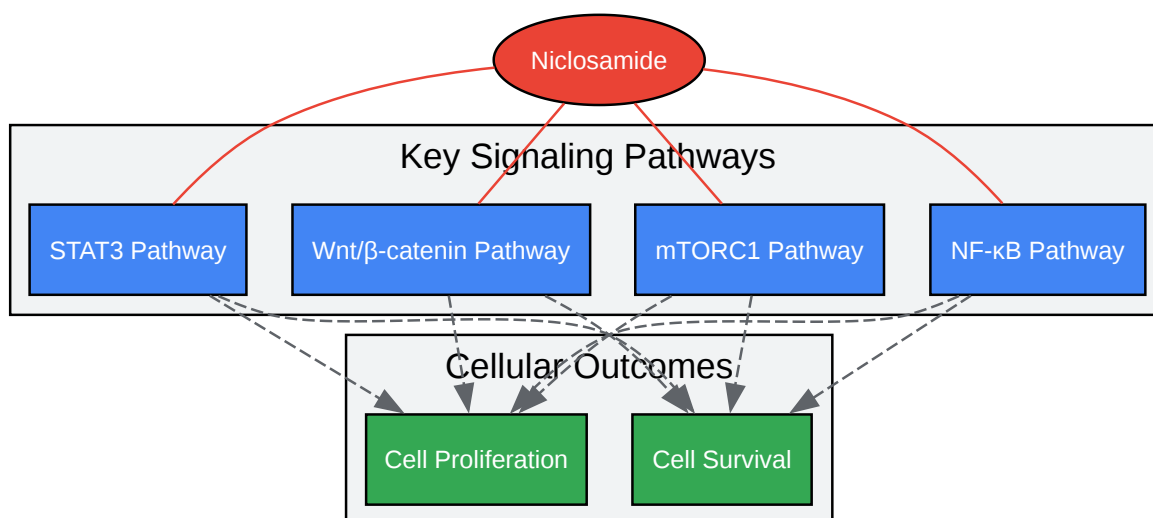 Niclosamide
Key Signaling Pathways
STAT3 Pathway
Wnt/β-catenin Pathway
mTORC1 Pathway
NF-κB Pathway
Cellular Outcomes
Cell Proliferation
Cell Survival